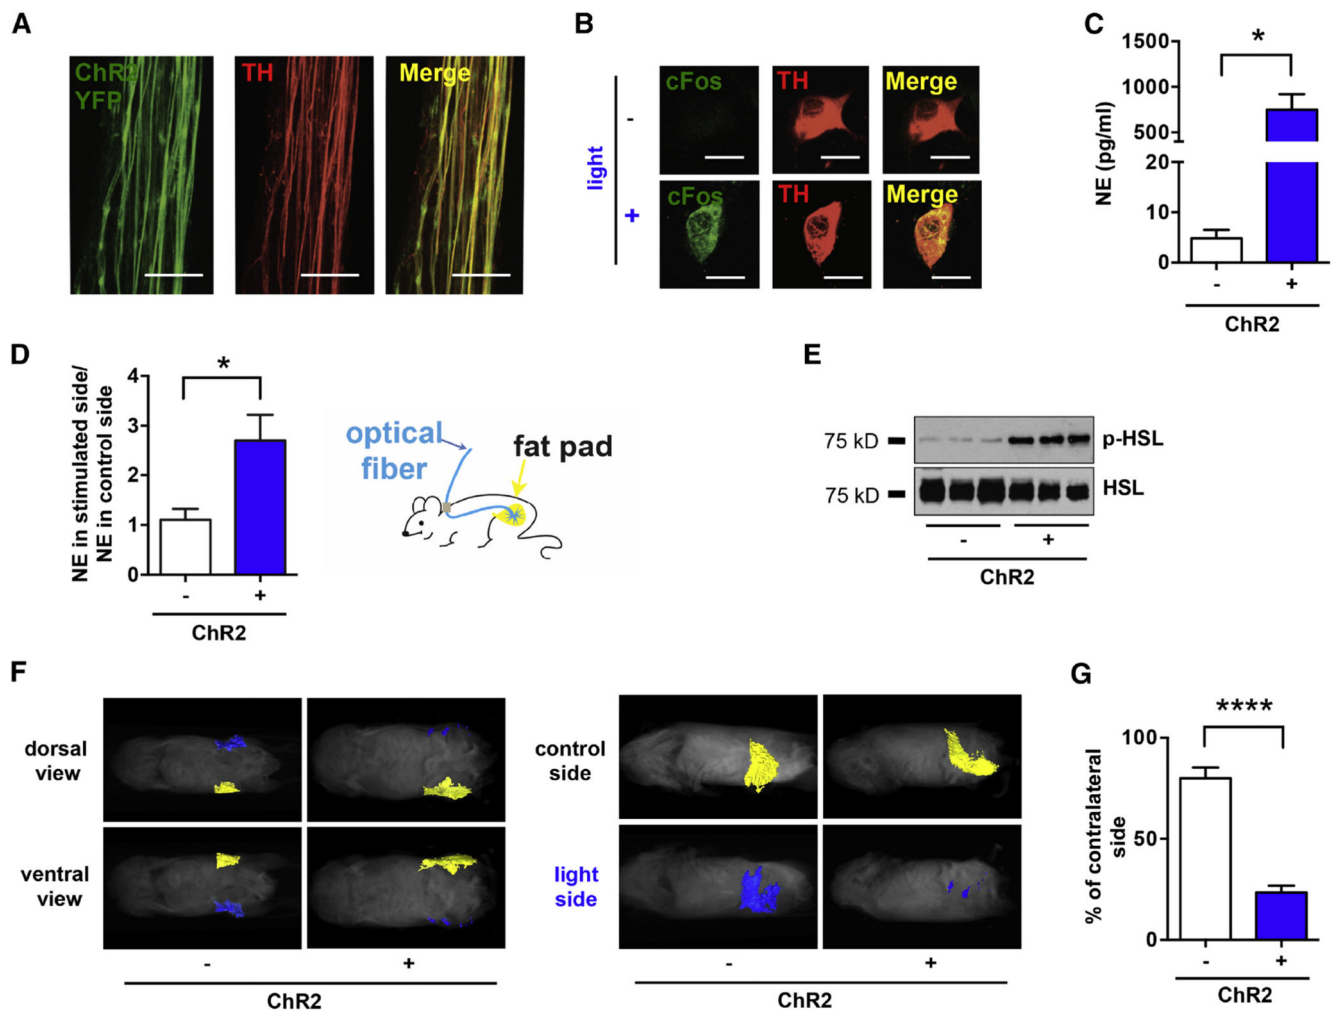 A
ChR2
YFP
TH
Merge
B
light
-
+
cFos
TH
Merge
cFos
TH
Merge
C
NE (pg/ml)
1500
1000
500
20
10
0
*
- +
ChR2
D
NE in stimulated side/
NE in control side
4
3
2
1
0
*
- +
ChR2
optical
fiber
fat pad
E
75 kD
p-HSL
75 kD
HSL
- +
ChR2
F
dorsal
view
ventral
view
- +
ChR2
control
side
light
side
- +
ChR2
G
% of contralateral
side
100
50
0
****
- +
ChR2